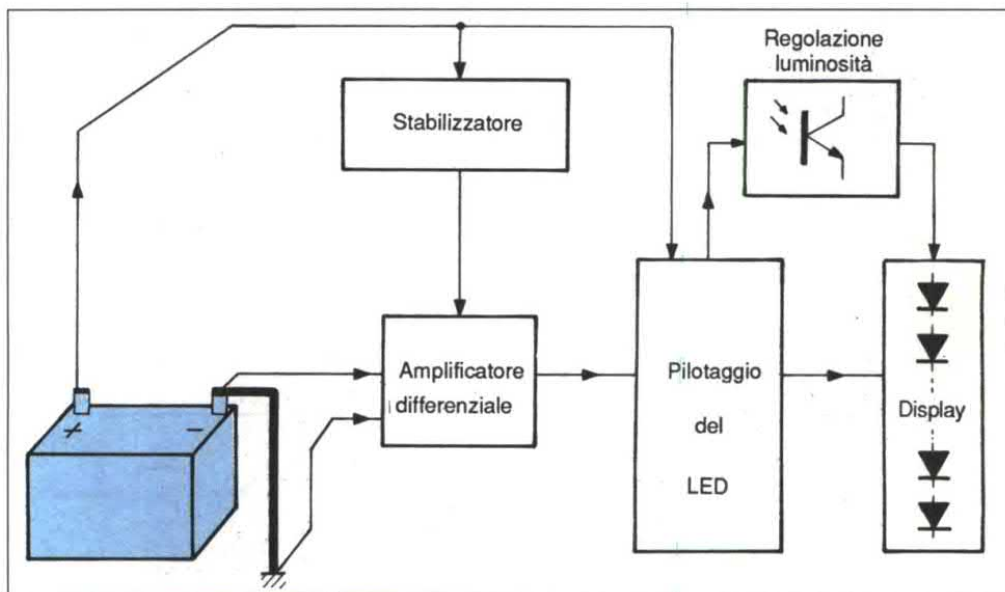 Regolazione
luminosità
Stabilizzatore
Amplificatore
differenziale
Pilotaggio
del
LED
Display
+
−